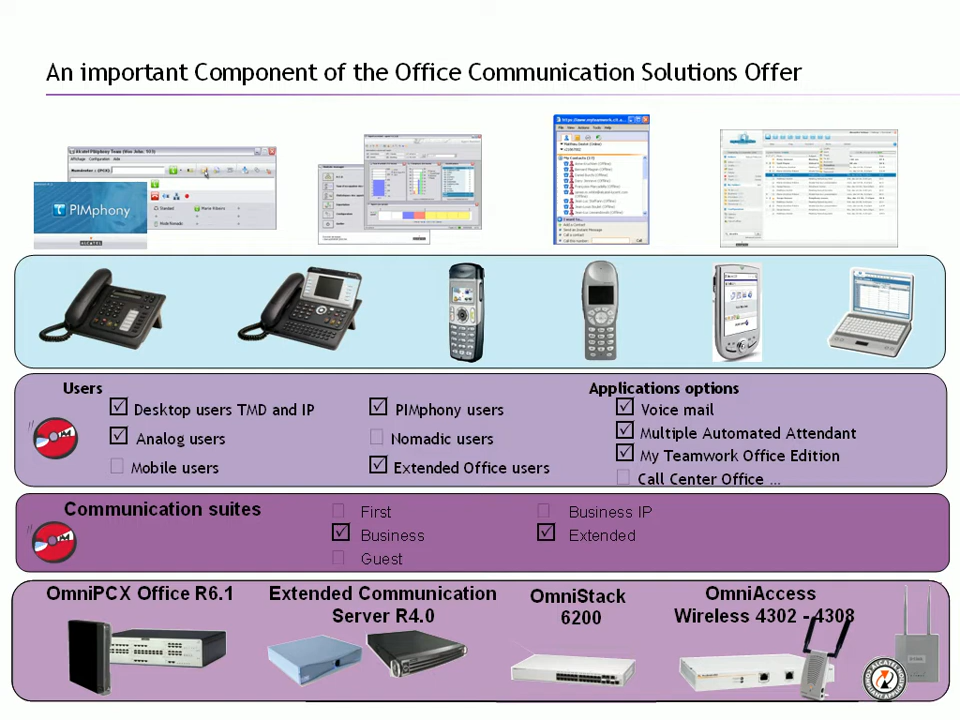 An important Component of the Office Communication Solutions Offer
PIMphony
ALCATEL
Users
Desktop users TMD and IP
Analog users
Mobile users
PIMphony users
Nomadic users
Extended Office users
Applications options
Voice mail
Multiple Automated Attendant
My Teamwork Office Edition
Call Center Office ...
Communication suites
First
Business
Guest
Business IP
Extended
OmniPCX Office R6.1
Extended Communication
Server R4.0
OmniStack
6200
OmniAccess
Wireless 4302 - 4308